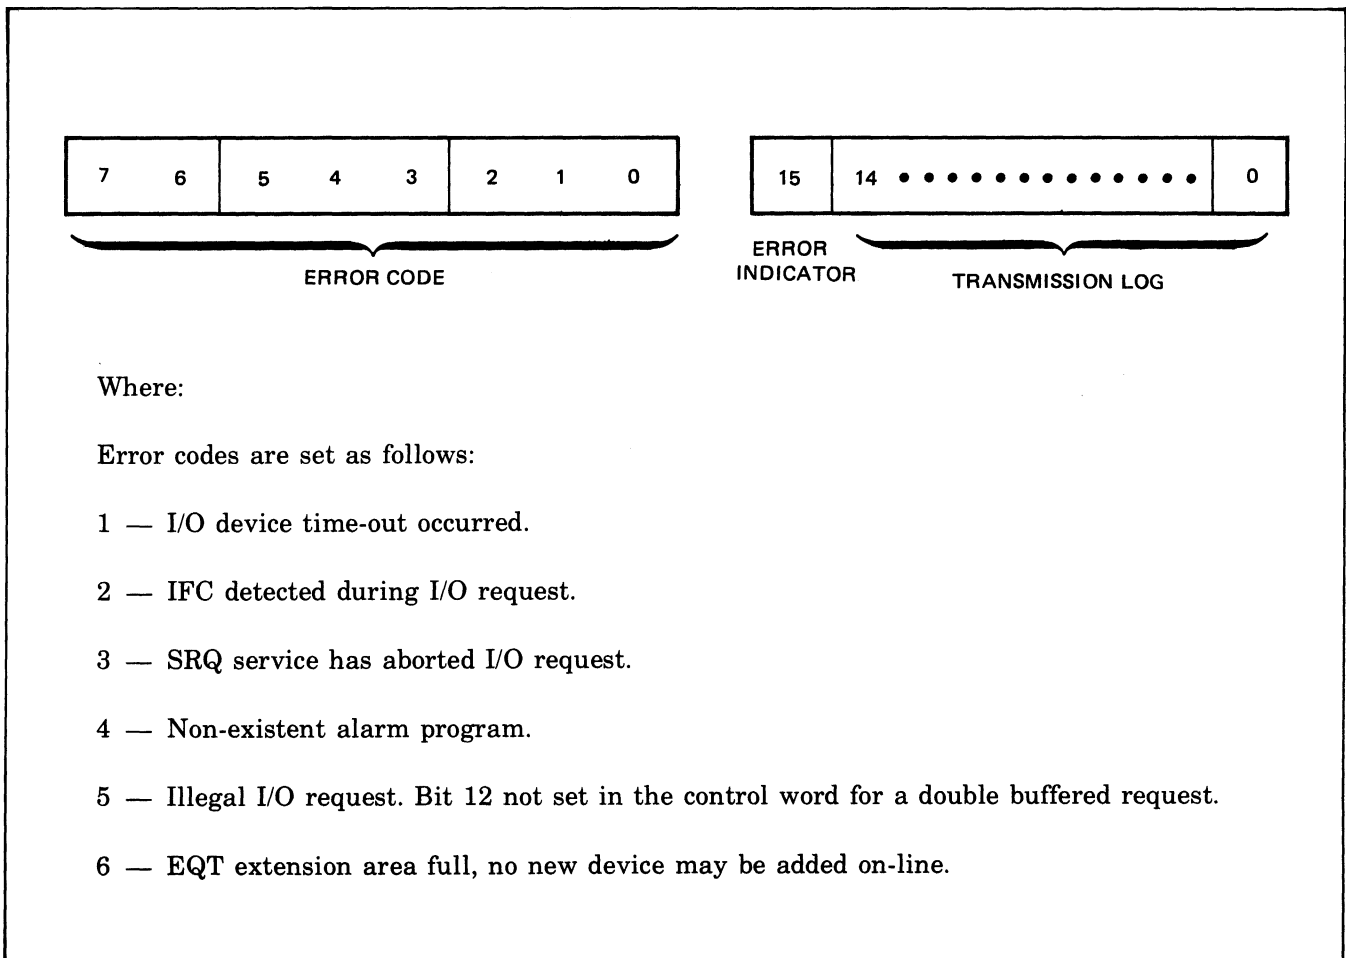 7 6 5 4 3 2 1 0
15 14 • • • • • • • • • • • • • 0
ERROR CODE
ERROR
INDICATOR
TRANSMISSION LOG
Where:
Error codes are set as follows:
1 — I/O device time-out occurred.
2 — IFC detected during I/O request.
3 — SRQ service has aborted I/O request.
4 — Non-existent alarm program.
5 — Illegal I/O request. Bit 12 not set in the control word for a double buffered request.
6 — EQT extension area full, no new device may be added on-line.